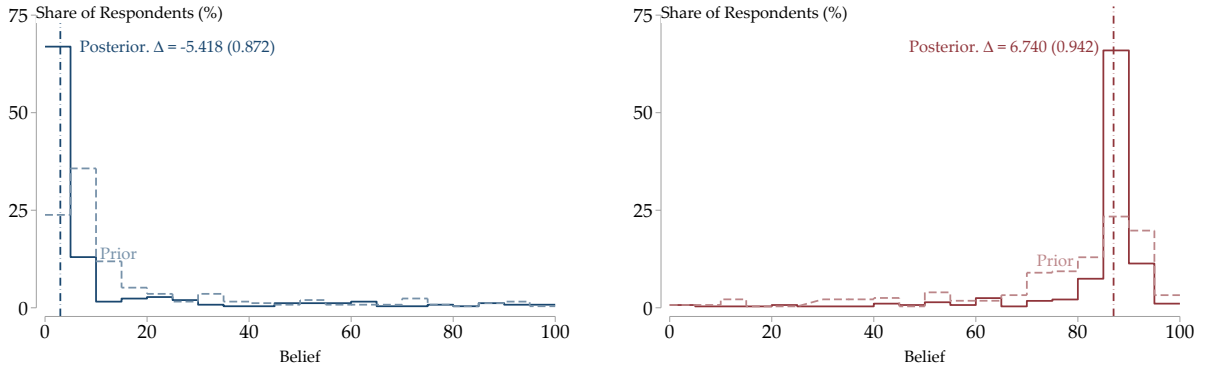 Share of Respondents (%)
75
Posterior. Δ = -5.418 (0.872)
50
25
Prior
0
0 20 40 60 80 100
Belief
Share of Respondents (%)
75
Posterior. Δ = 6.740 (0.942)
50
25
Prior
0
0 20 40 60 80 100
Belief